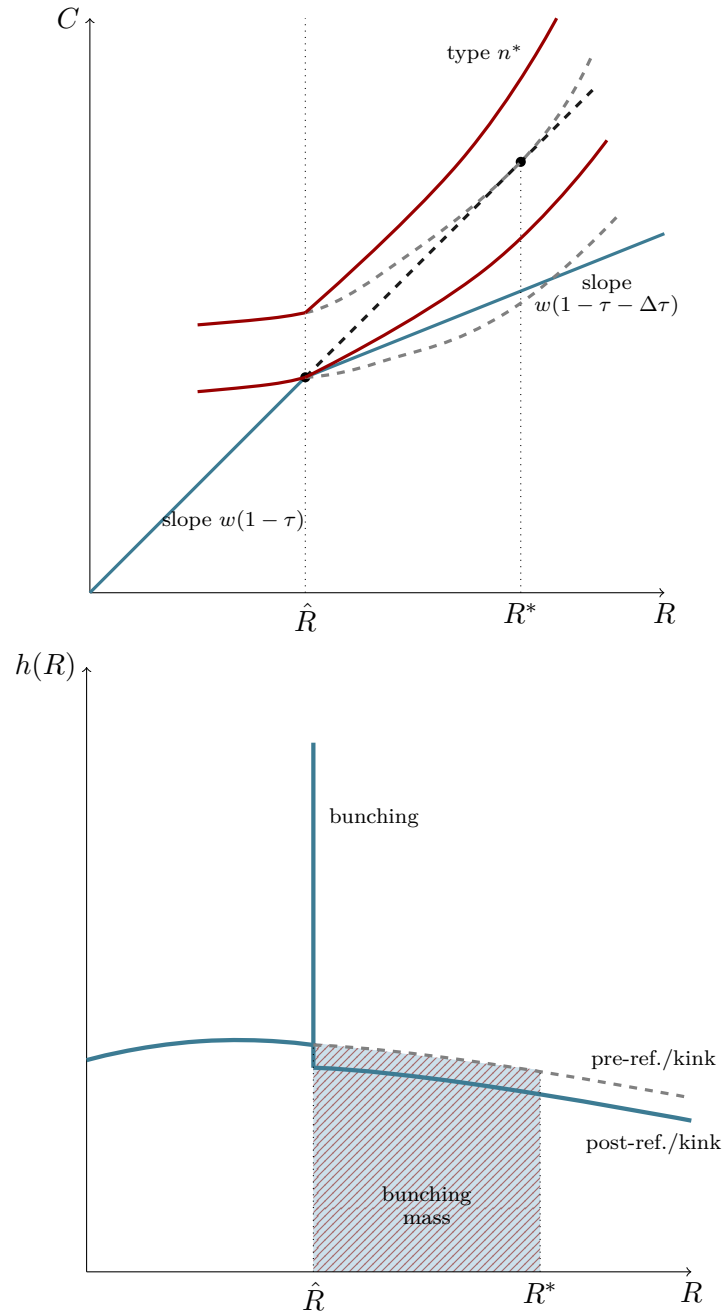 C
type n*
slope
w(1 − τ − Δτ)
slope w(1 − τ)
R̂
R*
R
h(R)
bunching
pre-ref./kink
post-ref./kink
bunching
mass
R̂
R*
R